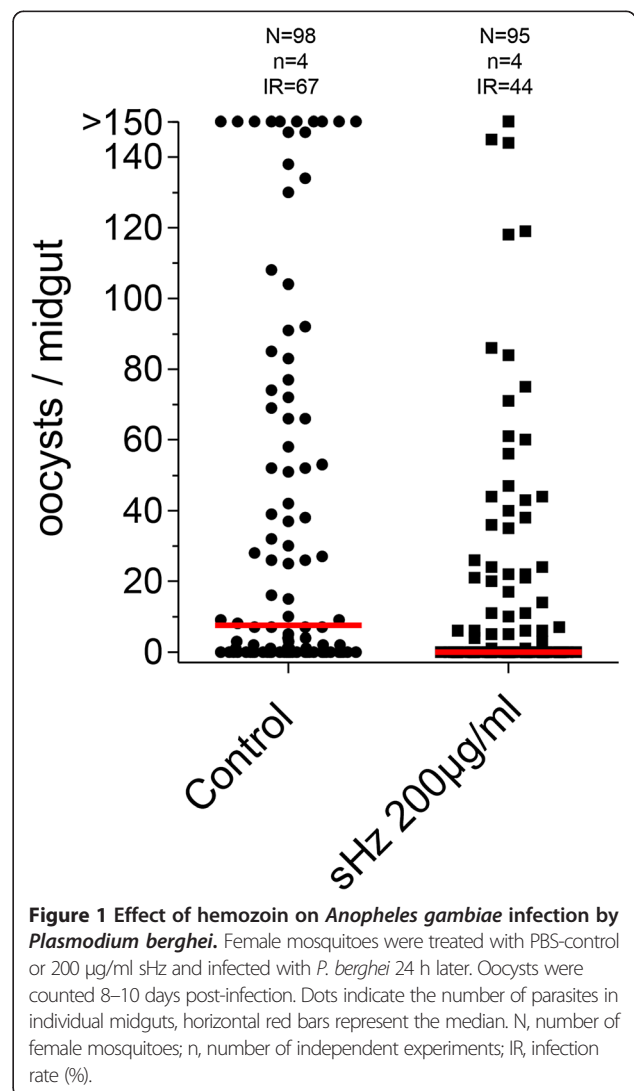 N=98 N=95
n=4 n=4
IR=67 IR=44
>150
140
120
100
80
60
40
20
0
oocysts / midgut
Control
sHz 200µg/ml
Figure 1 Effect of hemozoin on Anopheles gambiae infection by
Plasmodium berghei. Female mosquitoes were treated with PBS-control
or 200 μg/ml sHz and infected with P. berghei 24 h later. Oocysts were
counted 8–10 days post-infection. Dots indicate the number of parasites in
individual midguts, horizontal red bars represent the median. N, number of
female mosquitoes; n, number of independent experiments; IR, infection
rate (%).